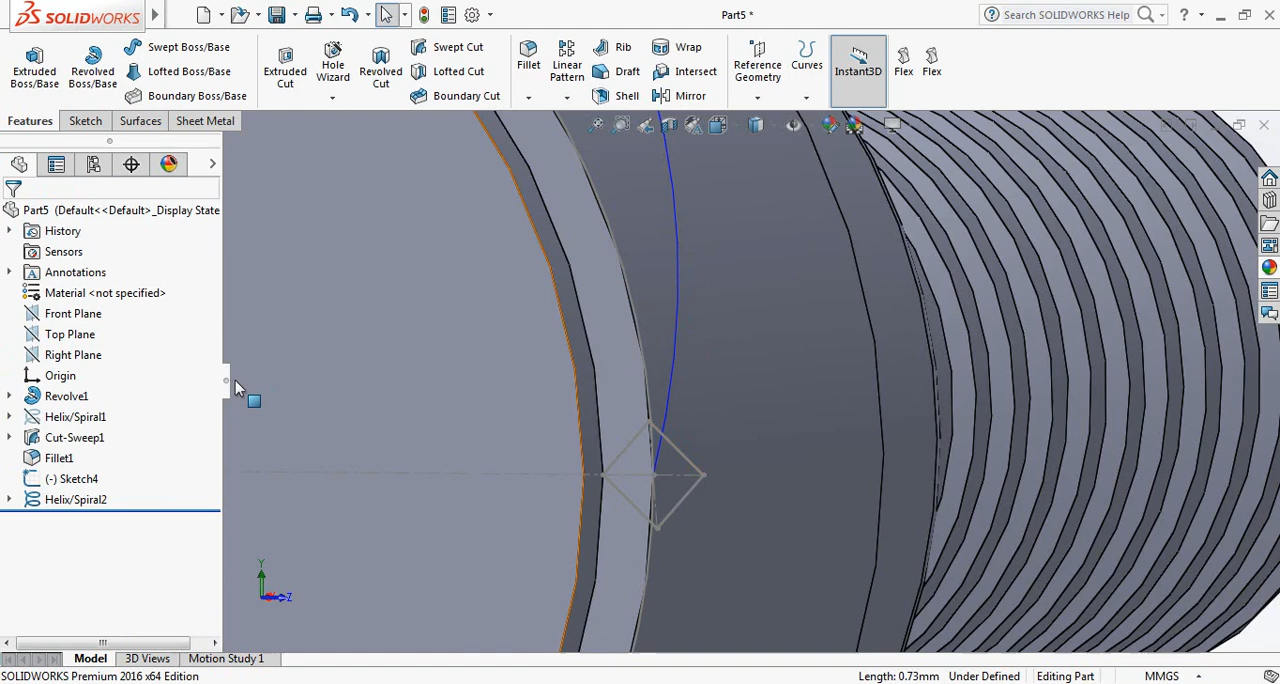 SOLIDWORKS
Part5 *
Search SOLIDWORKS Help
?
Extruded Boss/Base
Revolved Boss/Base
Swept Boss/Base
Lofted Boss/Base
Boundary Boss/Base
Extruded Cut
Hole Wizard
Revolved Cut
Swept Cut
Lofted Cut
Boundary Cut
Fillet
Linear Pattern
Rib
Draft
Shell
Wrap
Intersect
Mirror
Reference Geometry
Curves
Instant3D
Flex
Flex
Features
Sketch
Surfaces
Sheet Metal
Part5 (Default<<Default>_Display State
History
Sensors
Annotations
Material <not specified>
Front Plane
Top Plane
Right Plane
Origin
Revolve1
Helix/Spiral1
Cut-Sweep1
Fillet1
(-) Sketch4
Helix/Spiral2
Y
Z
Model
3D Views
Motion Study 1
SOLIDWORKS Premium 2016 x64 Edition
Length: 0.73mm
Under Defined
Editing Part
MMGS